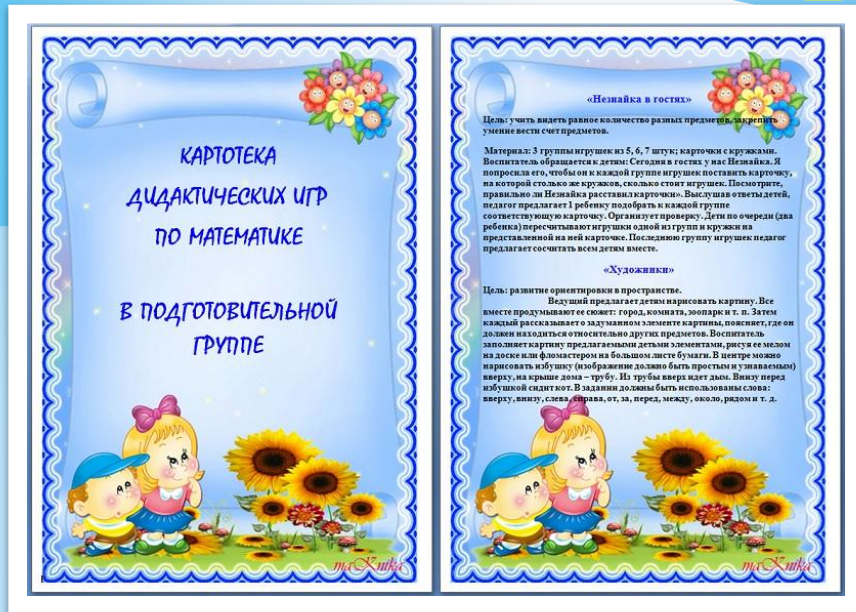 КАРТОТЕКА
ДИДАКТИЧЕСКИХ ИГР
ПО МАТЕМАТИКЕ
В ПОДГОТОВИТЕЛЬНОЙ
ГРУППЕ
maKnika
«Незнайка в гостях»
Цель: учить видеть равное количество разных предметов, закрепить
умение вести счет предметов.
Материал: 3 группы игрушек из 5, 6, 7 штук; карточки с кружками.
Воспитатель обращается к детям: Сегодня в гостях у нас Незнайка. Я
попросила его, чтобы он к каждой группе игрушек поставить карточку,
на которой столько же кружков, сколько стоит игрушек. Посмотрите,
правильно ли Незнайка расставил карточки». Выслушав ответы детей,
педагог предлагает 1 ребенку подобрать к каждой группе
соответствующую карточку. Организует проверку. Дети по очереди (два
ребенка) пересчитывают игрушки одной из групп и кружки на
представленной на ней карточке. Последнюю группу игрушек педагог
предлагает сосчитать всем детям вместе.
«Художники»
Цель: развитие ориентировки в пространстве.
Ведущий предлагает детям нарисовать картину. Все
вместе продумывают ее сюжет: город, комната, зоопарк и т. п. Затем
каждый рассказывает о задуманном элементе картины, поясняет, где он
должен находиться относительно других предметов. Воспитатель
заполняет картину предлагаемыми детьми элементами, рисуя ее мелом
на доске или фломастером на большом листе бумаги. В центре можно
нарисовать избушку (изображение должно быть простым и узнаваемым)
вверху, на крыше дома – трубу. Из трубы вверх идет дым. Внизу перед
избушкой сидит кот. В задании должны быть использованы слова:
вверху, внизу, слева, справа, от, за, перед, между, около, рядом и т. д.
maKnika